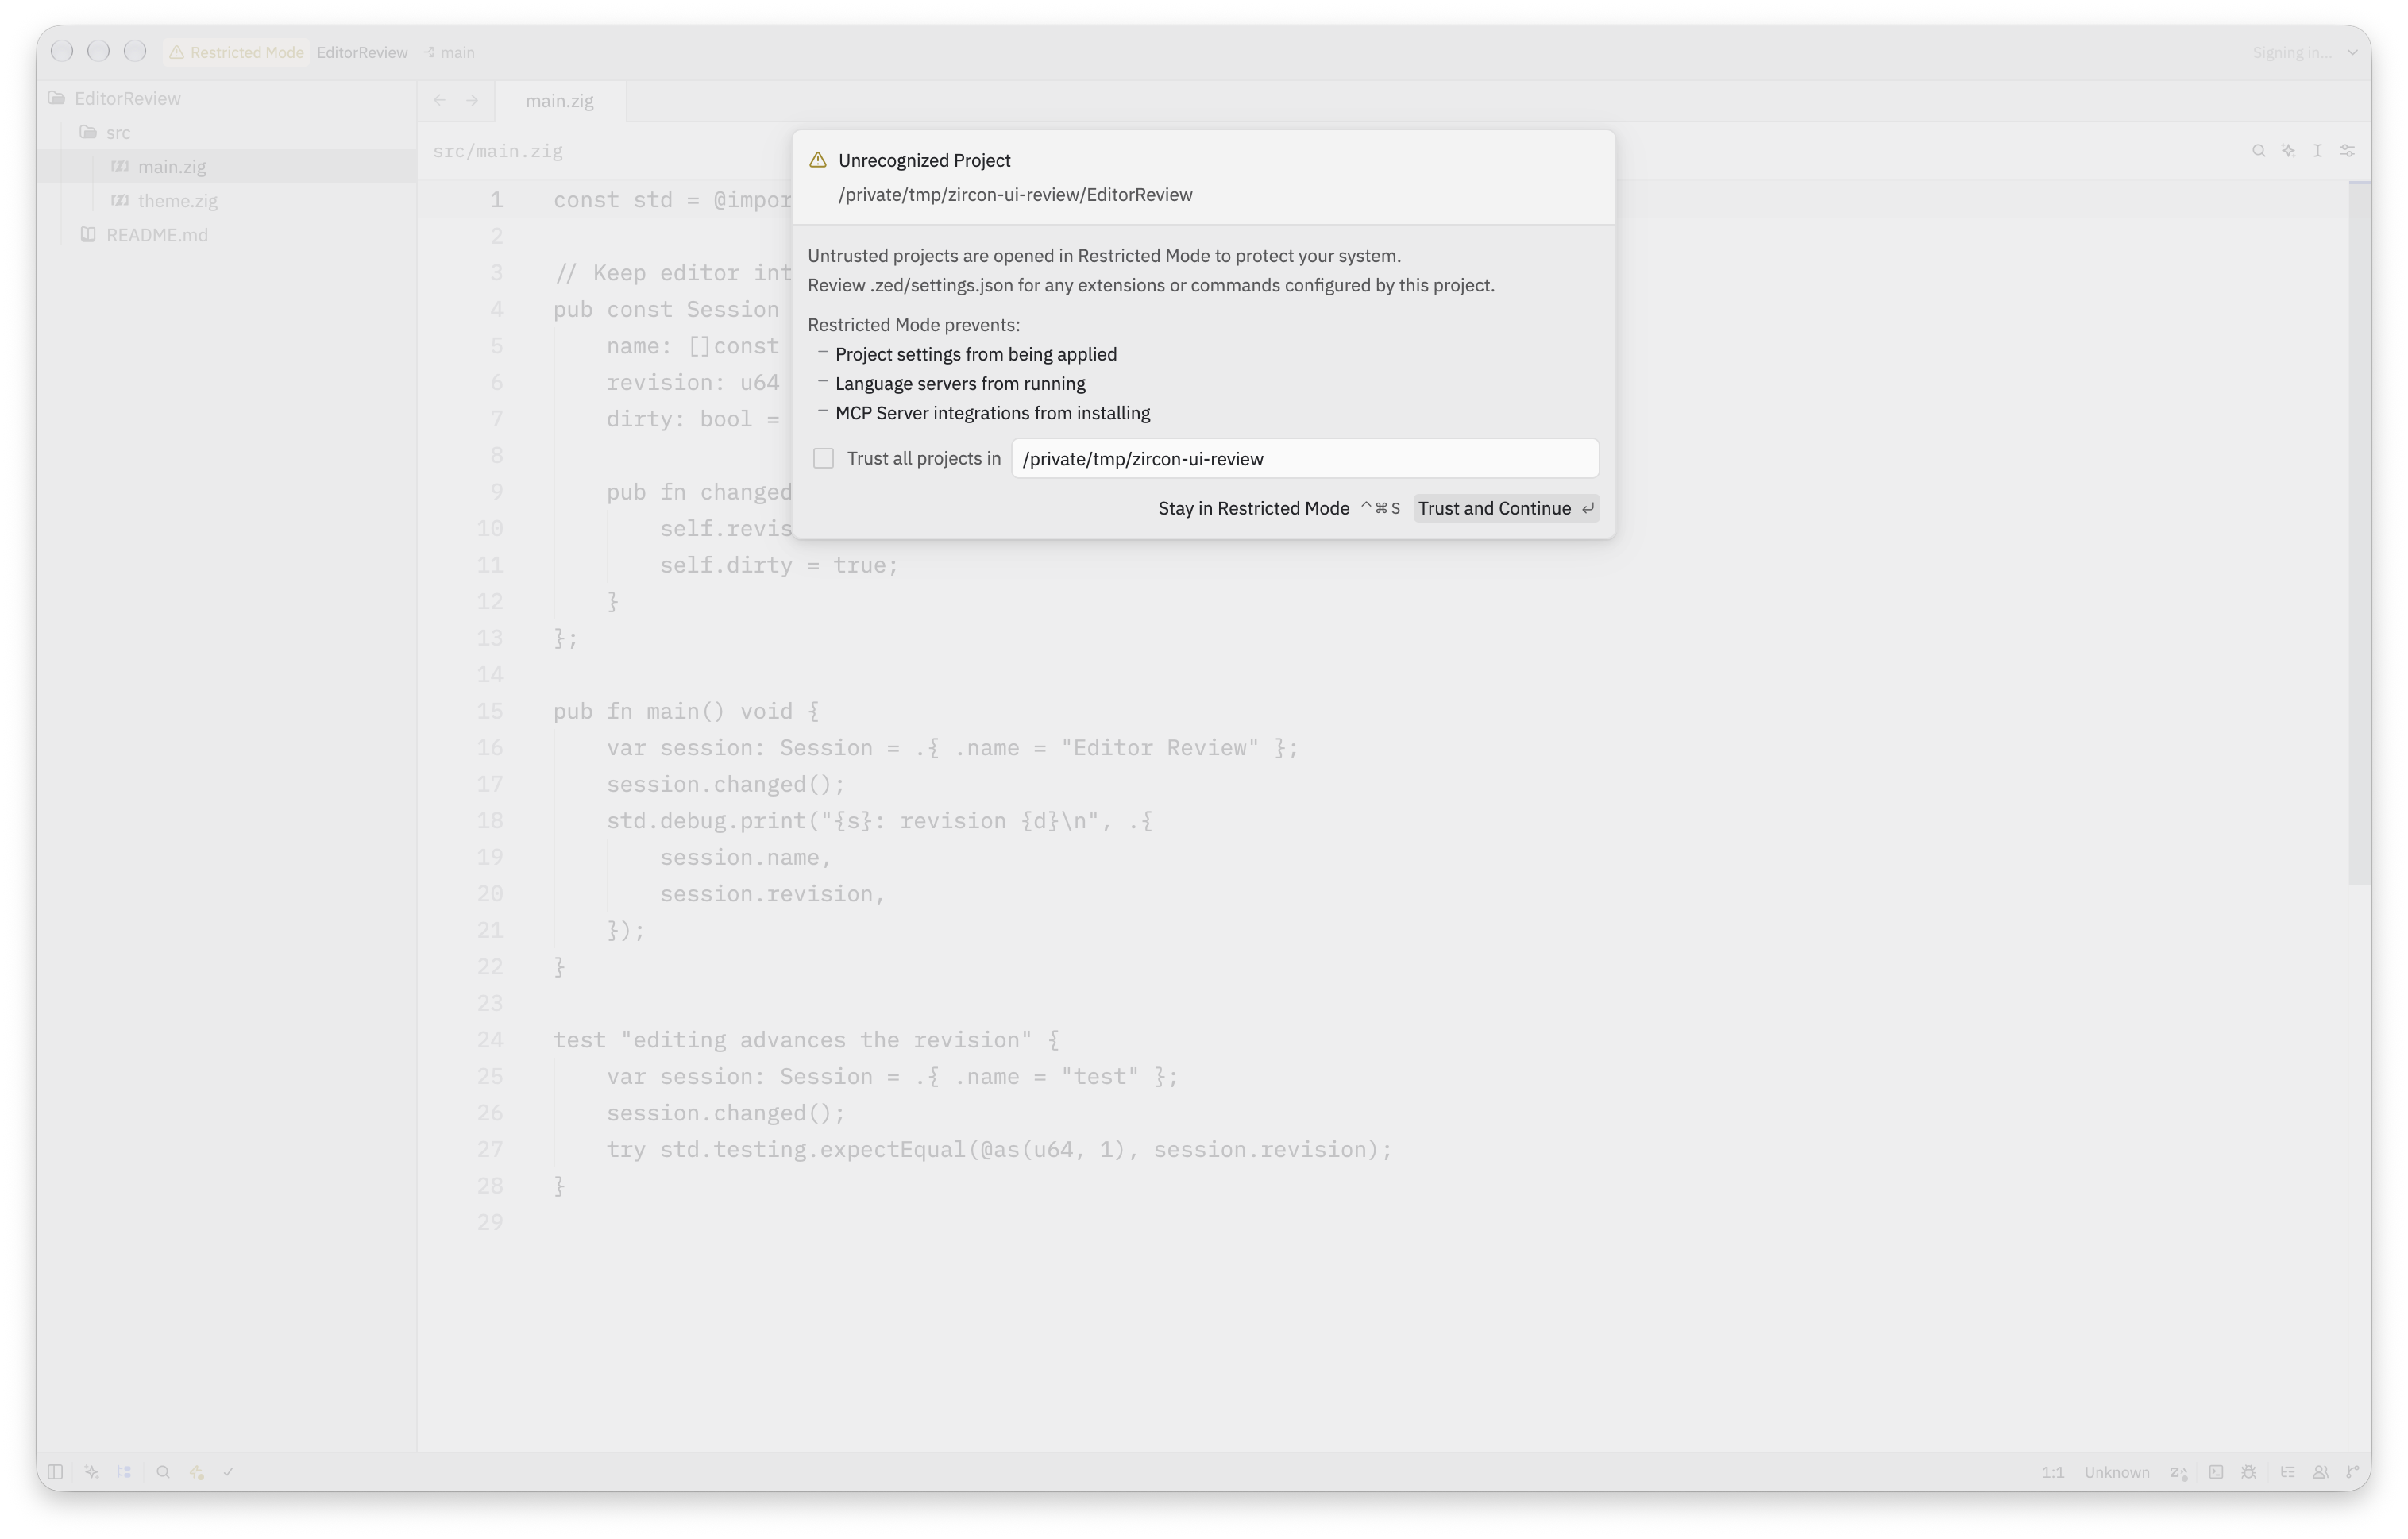 Restricted Mode EditorReview main Signing in...
EditorReview
src
main.zig
theme.zig
README.md
main.zig
src/main.zig
Unrecognized Project
/private/tmp/zircon-ui-review/EditorReview
Untrusted projects are opened in Restricted Mode to protect your system.
Review .zed/settings.json for any extensions or commands configured by this project.
Restricted Mode prevents:
– Project settings from being applied
– Language servers from running
– MCP Server integrations from installing
Trust all projects in /private/tmp/zircon-ui-review
Stay in Restricted Mode ^⌘S Trust and Continue ↵
1 const std = @impor
2
3 // Keep editor int
4 pub const Session
5 name: []const
6 revision: u64
7 dirty: bool =
8
9 pub fn changed
10 self.revis
11 self.dirty = true;
12 }
13 };
14
15 pub fn main() void {
16 var session: Session = .{ .name = "Editor Review" };
17 session.changed();
18 std.debug.print("{s}: revision {d}\n", .{
19 session.name,
20 session.revision,
21 });
22 }
23
24 test "editing advances the revision" {
25 var session: Session = .{ .name = "test" };
26 session.changed();
27 try std.testing.expectEqual(@as(u64, 1), session.revision);
28 }
29
1:1 Unknown